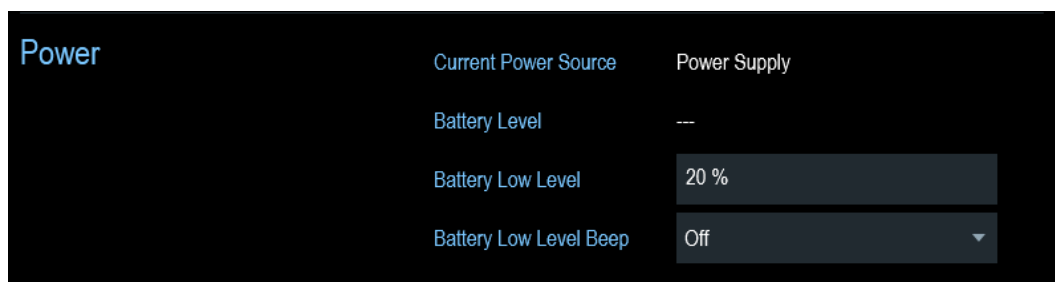 Power
Current Power Source Power Supply
Battery Level ---
Battery Low Level 20 %
Battery Low Level Beep Off